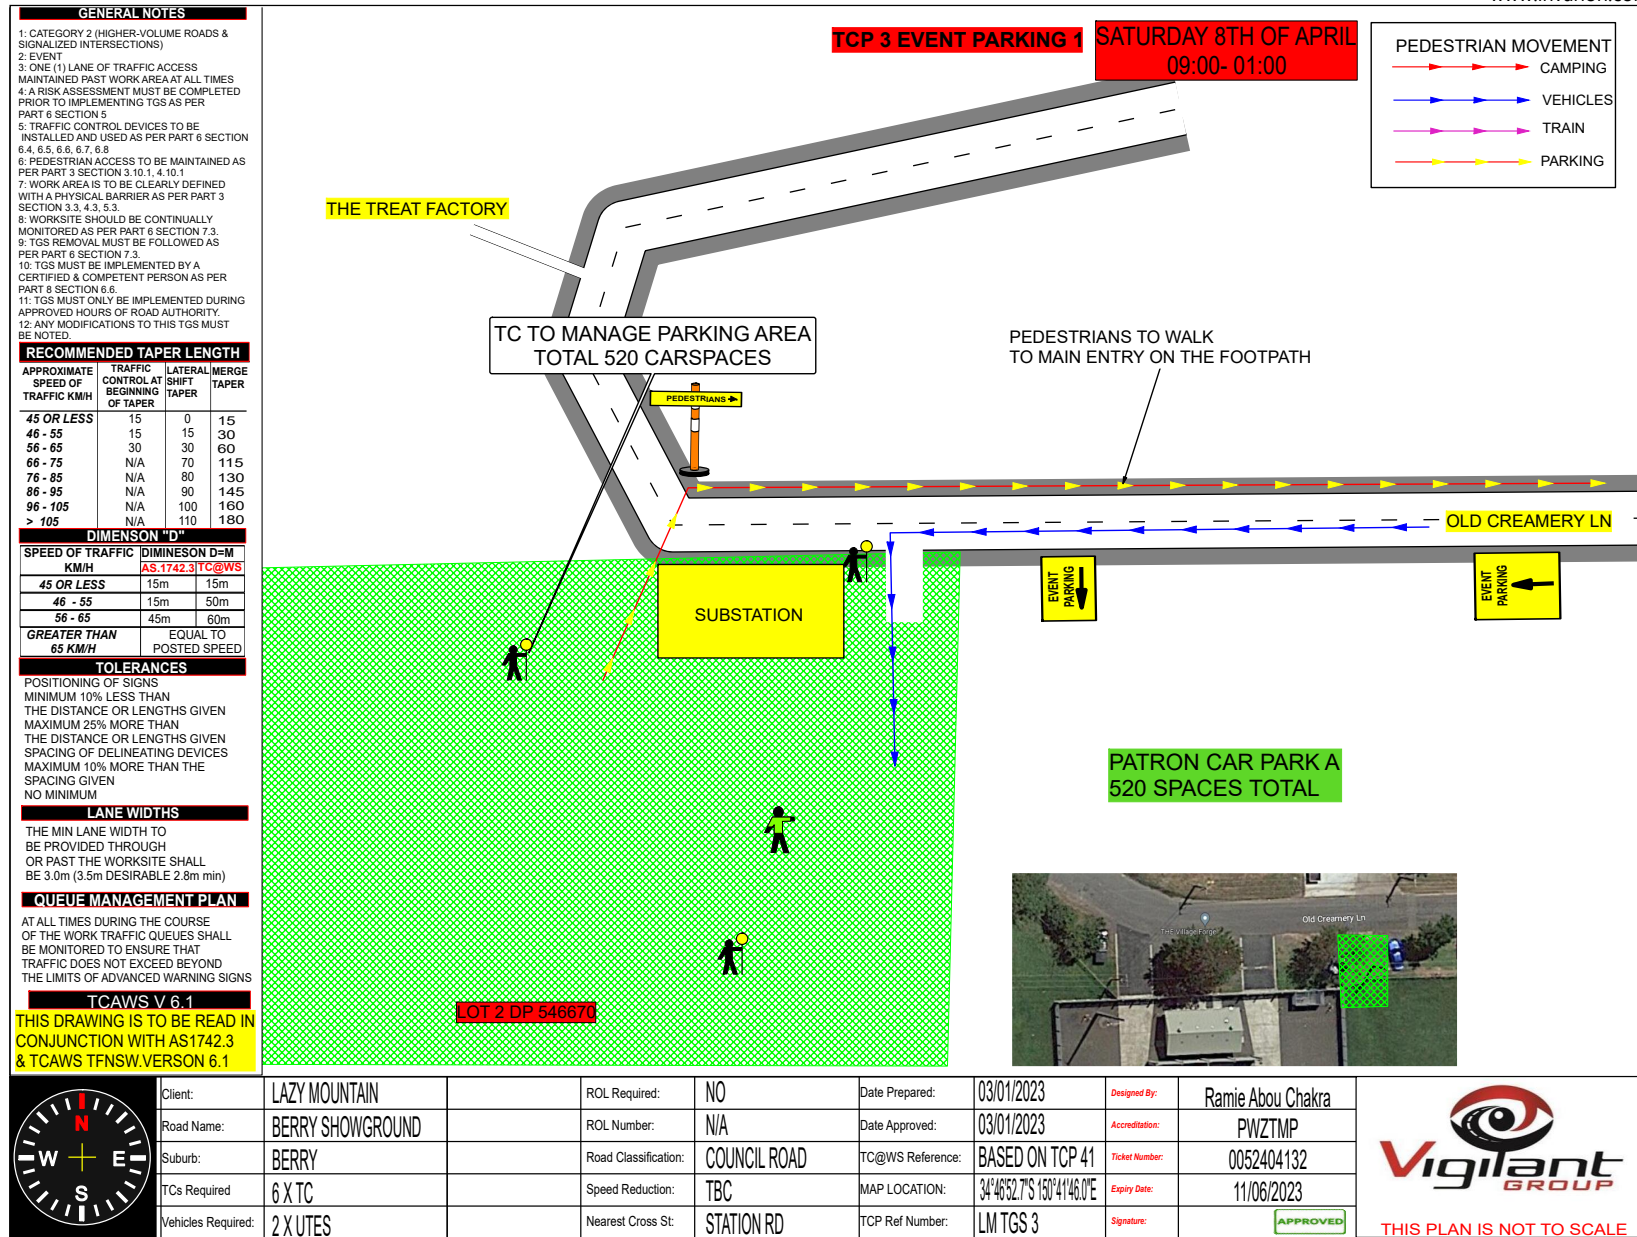 GENERAL NOTES
1: CATEGORY 2 (HIGHER-VOLUME ROADS &
SIGNALIZED INTERSECTIONS)
2: EVENT
3: ONE (1) LANE OF TRAFFIC ACCESS
MAINTAINED PAST WORK AREA AT ALL TIMES
4: A RISK ASSESSMENT MUST BE COMPLETED
PRIOR TO IMPLEMENTING TGS AS PER
PART 6 SECTION 5
5: TRAFFIC CONTROL DEVICES TO BE
INSTALLED AND USED AS PER PART 6 SECTION
6.4, 6.5, 6.6, 6.7, 6.8
6: PEDESTRIAN ACCESS TO BE MAINTAINED AS
PER PART 3 SECTION 3.10.1, 4.10.1
7: WORK AREA IS TO BE CLEARLY DEFINED
WITH A PHYSICAL BARRIER AS PER PART 3
SECTION 3.3, 4.3, 5.3.
8: WORKSITE SHOULD BE CONTINUALLY
MONITORED AS PER PART 6 SECTION 7.3.
9: TGS REMOVAL MUST BE FOLLOWED AS
PER PART 6 SECTION 7.3.
10: TGS MUST BE IMPLEMENTED BY A
CERTIFIED & COMPETENT PERSON AS PER
PART 8 SECTION 6.6.
11: TGS MUST ONLY BE IMPLEMENTED DURING
APPROVED HOURS OF ROAD AUTHORITY.
12: ANY MODIFICATIONS TO THIS TGS MUST
BE NOTED.
RECOMMENDED TAPER LENGTH
APPROXIMATE SPEED OF TRAFFIC KM/H TRAFFIC CONTROL AT BEGINNING OF TAPER LATERAL SHIFT TAPER MERGE TAPER
45 OR LESS 15 0 15
46 - 55 15 15 30
56 - 65 30 30 60
66 - 75 N/A 70 115
76 - 85 N/A 80 130
86 - 95 N/A 90 145
96 - 105 N/A 100 160
> 105 N/A 110 180
DIMENSON "D"
SPEED OF TRAFFIC KM/H DIMINESON D=M
AS.1742.3 TC@WS
45 OR LESS 15m 15m
46 - 55 15m 50m
56 - 65 45m 60m
GREATER THAN 65 KM/H EQUAL TO POSTED SPEED
TOLERANCES
POSITIONING OF SIGNS
MINIMUM 10% LESS THAN
THE DISTANCE OR LENGTHS GIVEN
MAXIMUM 25% MORE THAN
THE DISTANCE OR LENGTHS GIVEN
SPACING OF DELINEATING DEVICES
MAXIMUM 10% MORE THAN THE
SPACING GIVEN
NO MINIMUM
LANE WIDTHS
THE MIN LANE WIDTH TO
BE PROVIDED THROUGH
OR PAST THE WORKSITE SHALL
BE 3.0m (3.5m DESIRABLE 2.8m min)
QUEUE MANAGEMENT PLAN
AT ALL TIMES DURING THE COURSE
OF THE WORK TRAFFIC QUEUES SHALL
BE MONITORED TO ENSURE THAT
TRAFFIC DOES NOT EXCEED BEYOND
THE LIMITS OF ADVANCED WARNING SIGNS
TCAWS V 6.1
THIS DRAWING IS TO BE READ IN
CONJUNCTION WITH AS1742.3
& TCAWS TFNSW.VERSON 6.1
TCP 3 EVENT PARKING 1
SATURDAY 8TH OF APRIL
09:00- 01:00
PEDESTRIAN MOVEMENT
CAMPING
VEHICLES
TRAIN
PARKING
THE TREAT FACTORY
TC TO MANAGE PARKING AREA
TOTAL 520 CARSPACES
PEDESTRIANS
PEDESTRIANS TO WALK
TO MAIN ENTRY ON THE FOOTPATH
OLD CREAMERY LN
SUBSTATION
EVENT
PARKING
EVENT
PARKING
PATRON CAR PARK A
520 SPACES TOTAL
Old Creamery Ln
THE Village Forge
LOT 2 DP 546670
N
W E
S
Client: LAZY MOUNTAIN ROL Required: NO Date Prepared: 03/01/2023 Designed By: Ramie Abou Chakra
Road Name: BERRY SHOWGROUND ROL Number: N/A Date Approved: 03/01/2023 Accreditation: PWZTMP
Suburb: BERRY Road Classification: COUNCIL ROAD TC@WS Reference: BASED ON TCP 41 Ticket Number: 0052404132
TCs Required 6 X TC Speed Reduction: TBC MAP LOCATION: 34°46'52.7"S 150°41'46.0"E Expiry Date: 11/06/2023
Vehicles Required: 2 X UTES Nearest Cross St: STATION RD TCP Ref Number: LM TGS 3 Signature: APPROVED
Vigilant
GROUP
THIS PLAN IS NOT TO SCALE